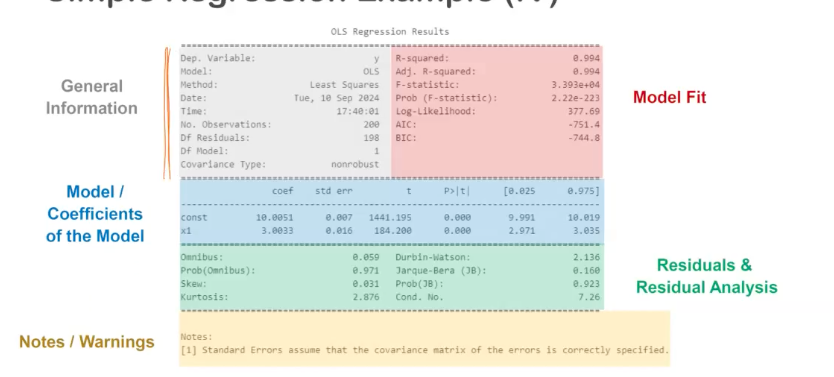 OLS Regression Results
General Information
Dep. Variable: y R-squared: 0.994
Model: OLS Adj. R-squared: 0.994
Method: Least Squares F-statistic: 3.393e+04
Date: Tue, 10 Sep 2024 Prob (F-statistic): 2.22e-223
Time: 17:40:01 Log-Likelihood: 377.69
No. Observations: 200 AIC: -751.4
Df Residuals: 198 BIC: -744.8
Df Model: 1
Covariance Type: nonrobust
Model Fit
Model /
Coefficients
of the Model
coef std err t P>|t| [0.025 0.975]
const 10.0051 0.007 1441.195 0.000 9.991 10.019
x1 3.0033 0.016 184.200 0.000 2.971 3.035
Omnibus: 0.059 Durbin-Watson: 2.136
Prob(Omnibus): 0.971 Jarque-Bera (JB): 0.160
Skew: 0.031 Prob(JB): 0.923
Kurtosis: 2.876 Cond. No. 7.26
Residuals &
Residual Analysis
Notes / Warnings
Notes:
[1] Standard Errors assume that the covariance matrix of the errors is correctly specified.